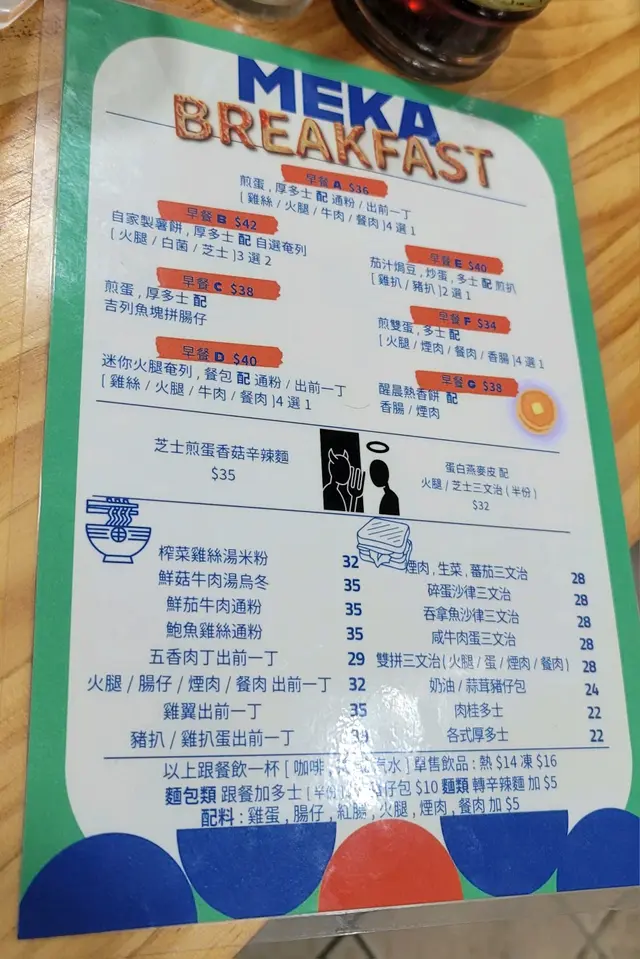 MEKA
BREAKFAST
早餐 A $36
煎蛋 , 厚多士 配 通粉 / 出前一丁
[ 雞絲 / 火腿 / 牛肉 / 餐肉 ]4 選 1
早餐 B $42
自家製薯餅 , 厚多士 配 自選奄列
[ 火腿 / 白菌 / 芝士 ]3 選 2
早餐 C $38
煎蛋 , 厚多士 配
吉列魚塊拼腸仔
早餐 D $40
迷你火腿奄列 , 餐包 配 通粉 / 出前一丁
[ 雞絲 / 火腿 / 牛肉 / 餐肉 ]4 選 1
早餐 E $40
茄汁焗豆 , 炒蛋 , 多士 配 煎扒
[ 雞扒 / 豬扒 ]2 選 1
早餐 F $34
煎雙蛋 , 多士 配
[ 火腿 / 煙肉 / 餐肉 / 香腸 ]4 選 1
早餐 G $38
醒晨熱香餅 配
香腸 / 煙肉
芝士煎蛋香菇辛辣麵
$35
蛋白燕麥皮 配
火腿 / 芝士三文治 ( 半份 )
$32
榨菜雞絲湯米粉 32
鮮菇牛肉湯烏冬 35
鮮茄牛肉通粉 35
鮑魚雞絲通粉 35
五香肉丁出前一丁 29
火腿 / 腸仔 / 煙肉 / 餐肉 出前一丁 32
雞翼出前一丁 35
豬扒 / 雞扒蛋出前一丁 39
煙肉 , 生菜 , 蕃茄三文治 28
碎蛋沙律三文治 28
吞拿魚沙律三文治 28
咸牛肉蛋三文治 28
雙拼三文治 ( 火腿 / 蛋 / 煙肉 / 餐肉 ) 28
奶油 / 蒜茸豬仔包 24
肉桂多士 22
各式厚多士 22
以上跟餐飲一杯 [ 咖啡 汽水 ] 單售飲品 : 熱 $14 凍 $16
麵包類 跟餐加多士 [ 半份 仔包 $10 麵類 轉辛辣麵 加 $5
配料 : 雞蛋 , 腸仔 , 紅腸 , 火腿 , 煙肉 , 餐肉 加 $5